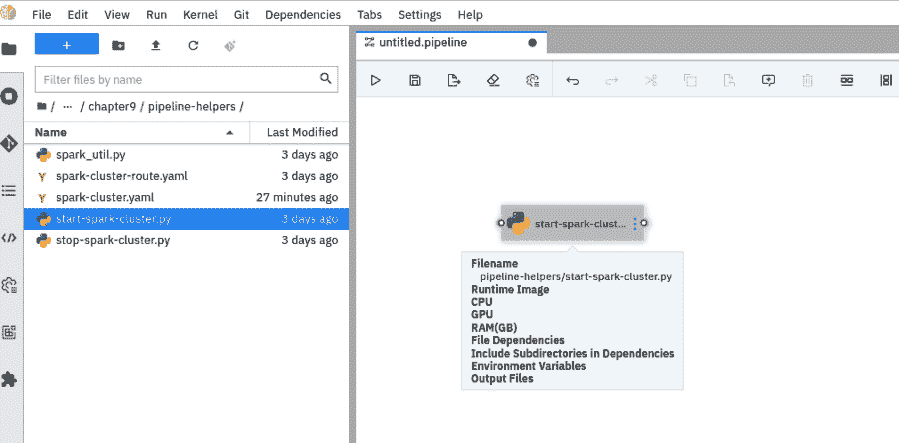 File Edit View Run Kernel Git Dependencies Tabs Settings Help
+
untitled.pipeline
Filter files by name
/ ... / chapter9 / pipeline-helpers /
Name Last Modified
spark_util.py 3 days ago
spark-cluster-route.yaml 3 days ago
spark-cluster.yaml 27 minutes ago
start-spark-cluster.py 3 days ago
stop-spark-cluster.py 3 days ago
start-spark-clust...
Filename
pipeline-helpers/start-spark-cluster.py
Runtime Image
CPU
GPU
RAM(GB)
File Dependencies
Include Subdirectories in Dependencies
Environment Variables
Output Files